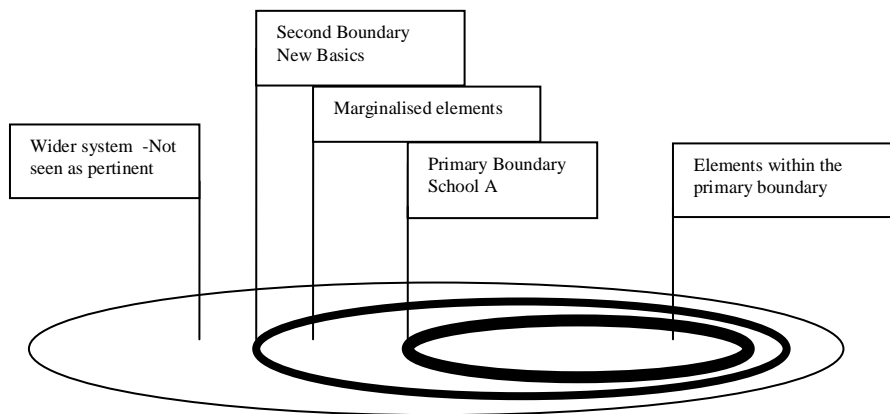 Second Boundary
New Basics
Marginalised elements
Wider system -Not
seen as pertinent
Primary Boundary
School A
Elements within the
primary boundary